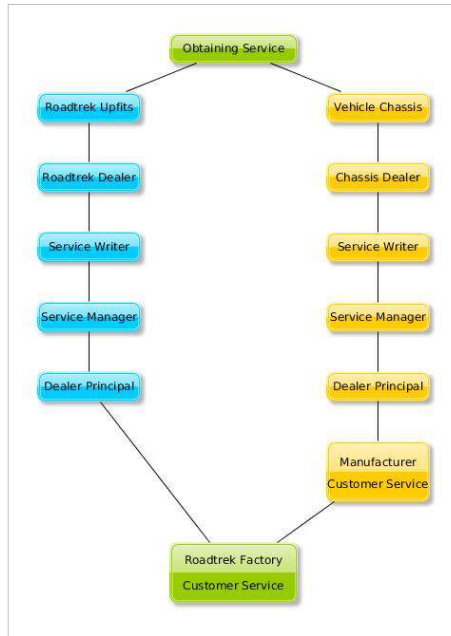 Obtaining Service
Roadtrek Upfits
Vehicle Chassis
Roadtrek Dealer
Chassis Dealer
Service Writer
Service Writer
Service Manager
Service Manager
Dealer Principal
Dealer Principal
Manufacturer
Customer Service
Roadtrek Factory
Customer Service